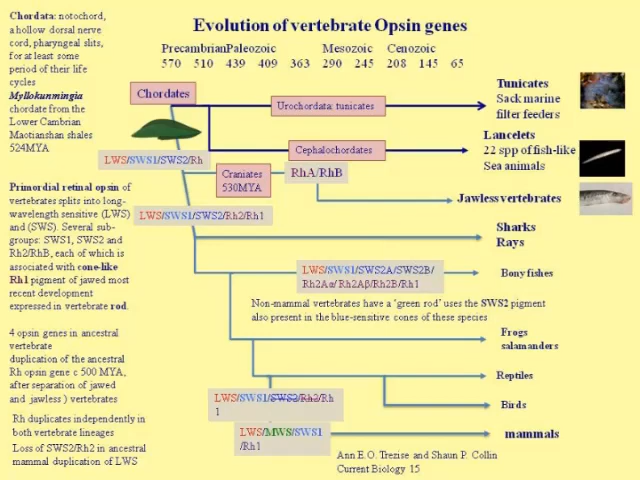 Evolution of vertebrate Opsin genes
Chordata: notochord,
a hollow dorsal nerve
cord, pharyngeal slits,
for at least some
period of their life
cycles
Myllokunmingia
chordate from the
Lower Cambrian
Maotianshan shales
524MYA
Primordial retinal opsin of
vertebrates splits into long-
wavelength sensitive (LWS)
and (SWS). Several sub-
groups: SWS1, SWS2 and
Rh2/RhB, each of which is
associated with cone-like
Rh1 pigment of jawed most
recent development
expressed in vertebrate rod.
4 opsin genes in ancestral
vertebrate
duplication of the ancestral
Rh opsin gene c 500 MYA,
after separation of jawed
and jawless ) vertebrates
Rh duplicates independently in
both vertebrate lineages
Loss of SWS2/Rh2 in ancestral
mammal duplication of LWS
PrecambrianPaleozoic Mesozoic Cenozoic
570 510 439 409 363 290 245 208 145 65
Chordates
Urochordata: tunicates
Tunicates
Sack marine
filter feeders
Cephalochordates
Lancelets
22 spp of fish-like
Sea animals
LWS/SWS1/SWS2/Rh
Craniates
530MYA
RhA/RhB
Jawless vertebrates
LWS/SWS1/SWS2/Rh2/Rh1
Sharks
Rays
LWS/SWS1/SWS2A/SWS2B/
Rh2Aα/Rh2Aβ/Rh2B/Rh1
Bony fishes
Non-mammal vertebrates have a 'green rod' uses the SWS2 pigment
also present in the blue-sensitive cones of these species
Frogs
salamanders
Reptiles
LWS/SWS1/SWS2/Rh2/Rh
1
Birds
LWS/MWS/SWS1
/Rh1
mammals
Ann E.O. Trezise and Shaun P. Collin
Current Biology 15